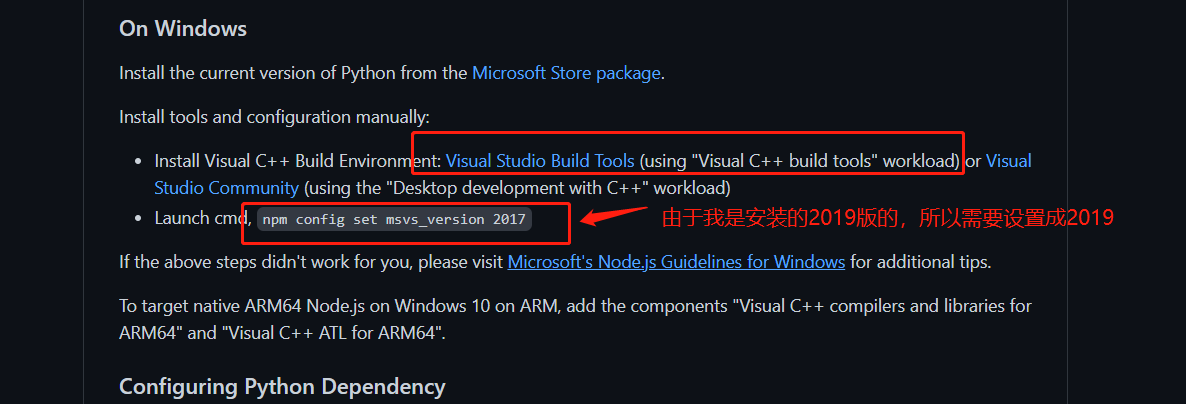 On Windows
Install the current version of Python from the Microsoft Store package.
Install tools and configuration manually:
• Install Visual C++ Build Environment: Visual Studio Build Tools (using "Visual C++ build tools" workload) or Visual
Studio Community (using the "Desktop development with C++" workload)
• Launch cmd, npm config set msvs_version 2017
由于我是安装的2019版的，所以需要设置成2019
If the above steps didn't work for you, please visit Microsoft's Node.js Guidelines for Windows for additional tips.
To target native ARM64 Node.js on Windows 10 on ARM, add the components "Visual C++ compilers and libraries for
ARM64" and "Visual C++ ATL for ARM64".
Configuring Python Dependency